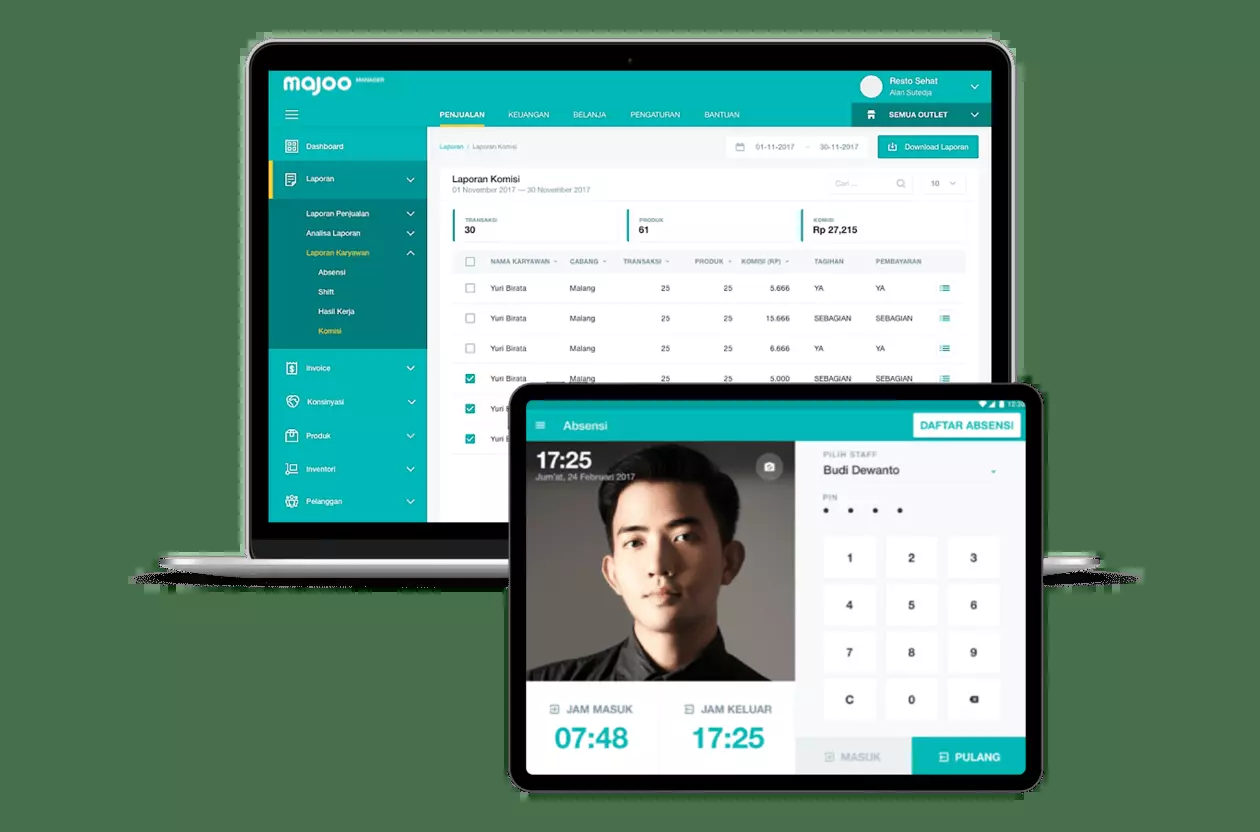 majoo MANAGER
Resto Sehat
Alan Sutedja
PENJUALAN KEUANGAN BELANJA PENGATURAN BANTUAN
SEMUA OUTLET
Dashboard
Laporan
Laporan Penjualan
Analisa Laporan
Laporan Karyawan
Absensi
Shift
Hasil Kerja
Komisi
Invoice
Konsinyasi
Produk
Inventori
Pelanggan
Laporan / Laporan Komisi
01-11-2017 - 30-11-2017
Download Laporan
Laporan Komisi
01 November 2017 — 30 November 2017
Cari ...
10
TRANSAKSI
30
PRODUK
61
KOMISI
Rp 27,215
NAMA KARYAWAN CABANG TRANSAKSI PRODUK KOMISI (RP) TAGIHAN PEMBAYARAN
Yuri Birata Malang 25 25 5.666 YA YA
Yuri Birata Malang 25 25 15.666 SEBAGIAN SEBAGIAN
Yuri Birata Malang 25 25 6.666 YA YA
Yuri Birata Malang 25 25 5.000 SEBAGIAN SEBAGIAN
Yuri
Yuri
Absensi
DAFTAR ABSENSI
17:25
Jum'at, 24 Februari 2017
PILIH STAFF
Budi Dewanto
PIN
1 2 3
4 5 6
7 8 9
C 0
JAM MASUK
07:48
JAM KELUAR
17:25
MASUK
PULANG